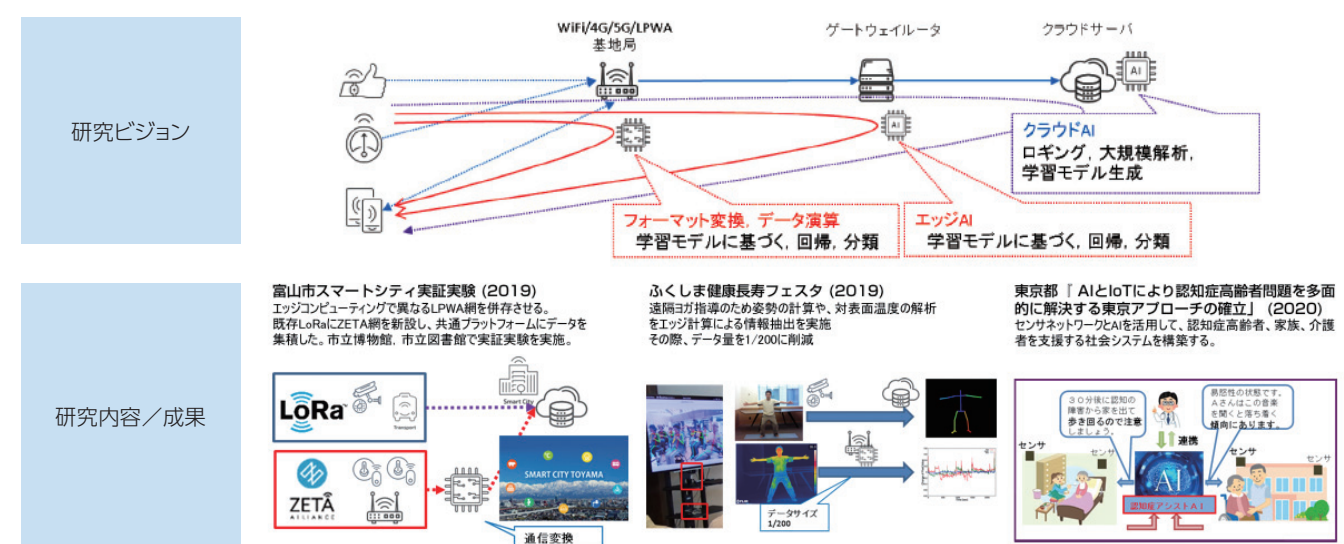 研究ビジョン
WiFi/4G/5G/LPWA
基地局
ゲートウェイルータ
クラウドサーバ
AI
AI
クラウドAI
ロギング, 大規模解析,
学習モデル生成
フォーマット変換, データ演算
学習モデルに基づく, 回帰, 分類
エッジAI
学習モデルに基づく, 回帰, 分類
研究内容／成果
富山市スマートシティ実証実験 (2019)
エッジコンピューティングで異なるLPWA網を併存させる。
既存LoRaにZETA網を新設し、共通プラットフォームにデータを
集積した。市立博物館, 市立図書館で実証実験を実施。
LoRa
Transport
Smart City
ZETA
ALLIANCE
SMART CITY TOYAMA
通信変換
ふくしま健康長寿フェスタ (2019)
遠隔ヨガ指導のため姿勢の計算や、対表面温度の解析
をエッジ計算による情報抽出を実施
その際、データ量を1/200に削減
データサイズ
1/200
東京都『 AIとIoTにより認知症高齢者問題を多面
的に解決する東京アプローチの確立」 (2020)
センサネットワークとAIを活用して、認知症高齢者、家族、介護
者を支援する社会システムを構築する。
３０分後に認知の
障害から家を出て
歩き回るので注意
しましょう。
易怒性の状態です。
Aさんはこの音楽
を聞くと落ち着く
傾向にあります。
連携
センサ
センサ
センサ
センサ
AI
認知症アシストＡＩ